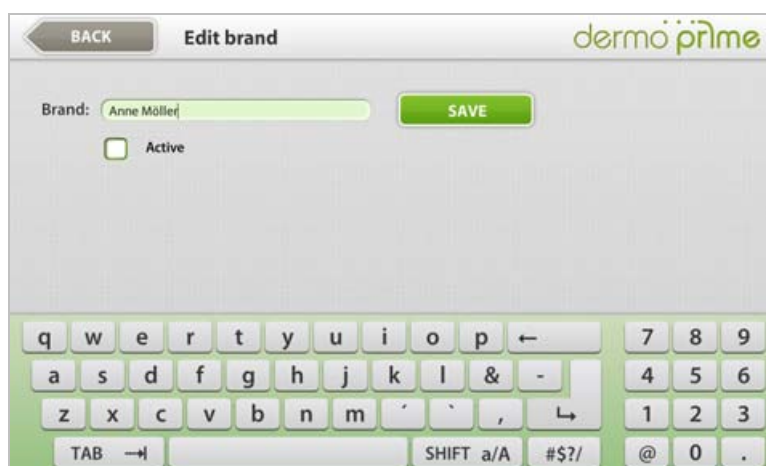 BACK Edit brand dermo prime
Brand: Anne Möller SAVE
Active
q w e r t y u i o p ← 7 8 9
a s d f g h j k l & - 4 5 6
z x c v b n m ´ ` , ↵ 1 2 3
TAB SHIFT a/A #$?/ @ 0 .